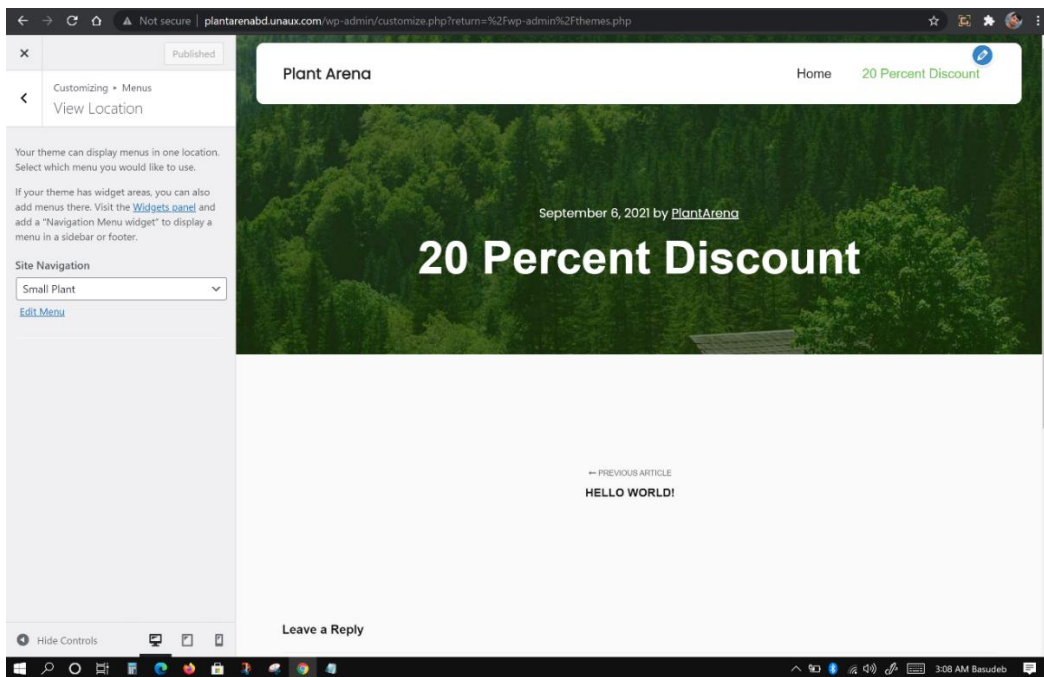 Not secure | plantarenabd.unaux.com/wp-admin/customize.php?return=%2Fwp-admin%2Fthemes.php
Published
Customizing • Menus
View Location
Your theme can display menus in one location.
Select which menu you would like to use.
If your theme has widget areas, you can also
add menus there. Visit the Widgets panel and
add a "Navigation Menu widget" to display a
menu in a sidebar or footer.
Site Navigation
Small Plant
Edit Menu
Hide Controls
Plant Arena
Home 20 Percent Discount
September 6, 2021 by PlantArena
20 Percent Discount
← PREVIOUS ARTICLE
HELLO WORLD!
Leave a Reply
3:08 AM Basudeb